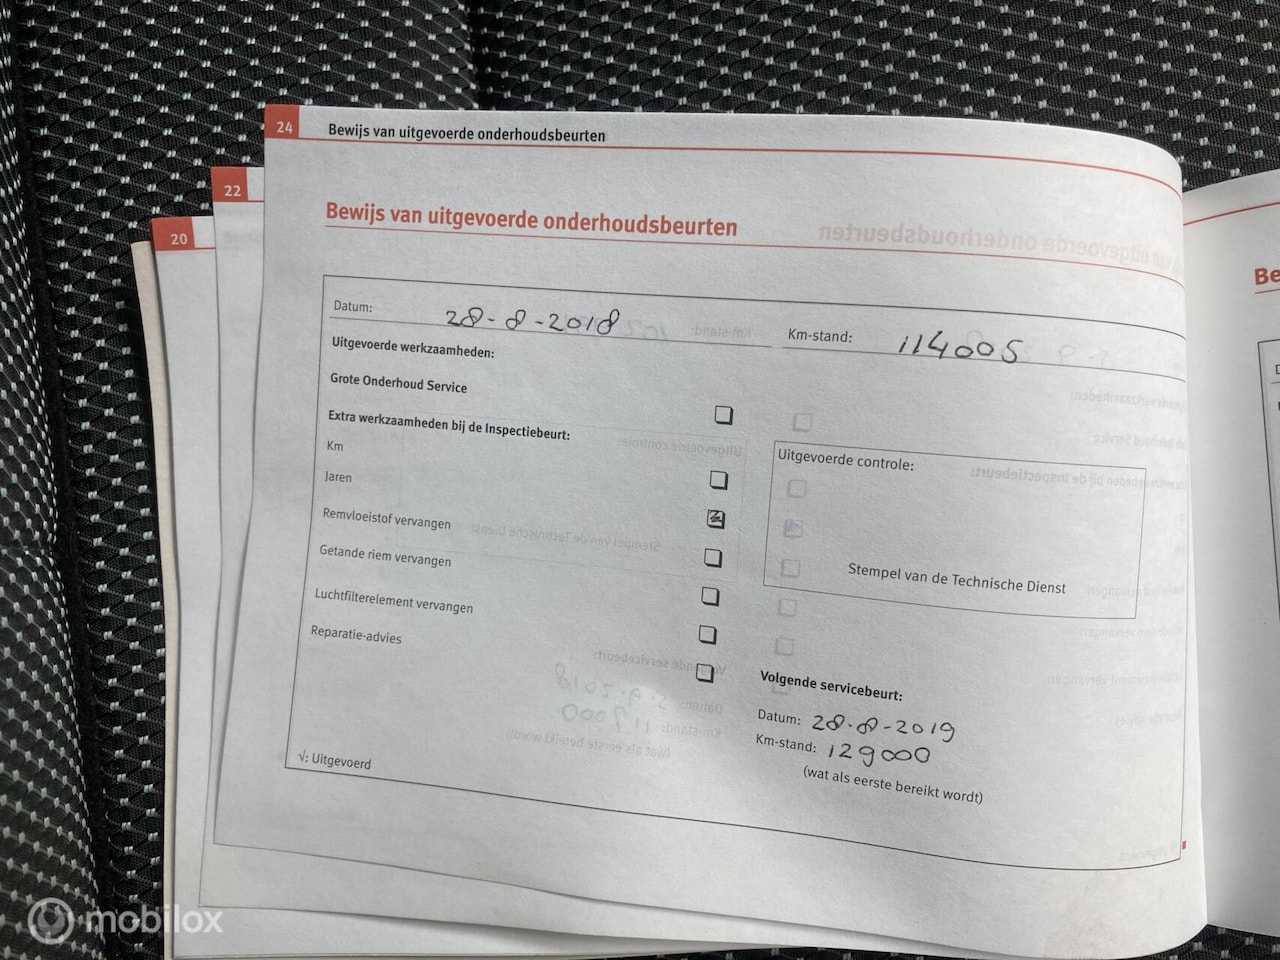 24 Bewijs van uitgevoerde onderhoudsbeurten
22
20
Bewijs van uitgevoerde onderhoudsbeurten
Be
Datum: 28-8-2018 Km-stand: 114005
Uitgevoerde werkzaamheden:
Grote Onderhoud Service
Extra werkzaamheden bij de Inspectiebeurt:
Km
Jaren
Remvloeistof vervangen
Getande riem vervangen
Luchtfilterelement vervangen
Reparatie-advies
√: Uitgevoerd
Uitgevoerde controle:
Stempel van de Technische Dienst
Volgende servicebeurt:
Datum: 28-8-2019
Km-stand: 129000
(wat als eerste bereikt wordt)
mobilox